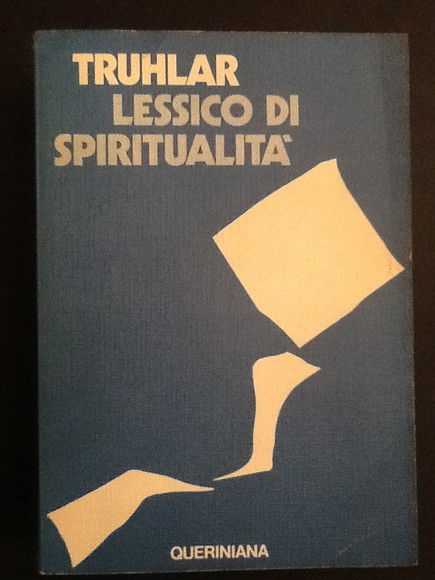 TRUHLAR
LESSICO DI
SPIRITUALITÀ
QUERINIANA